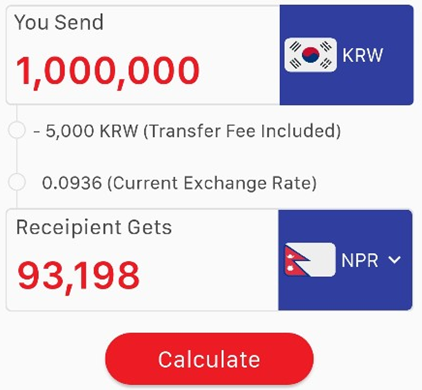 You Send
1,000,000
KRW
- 5,000 KRW (Transfer Fee Included)
0.0936 (Current Exchange Rate)
Receipient Gets
93,198
NPR
Calculate